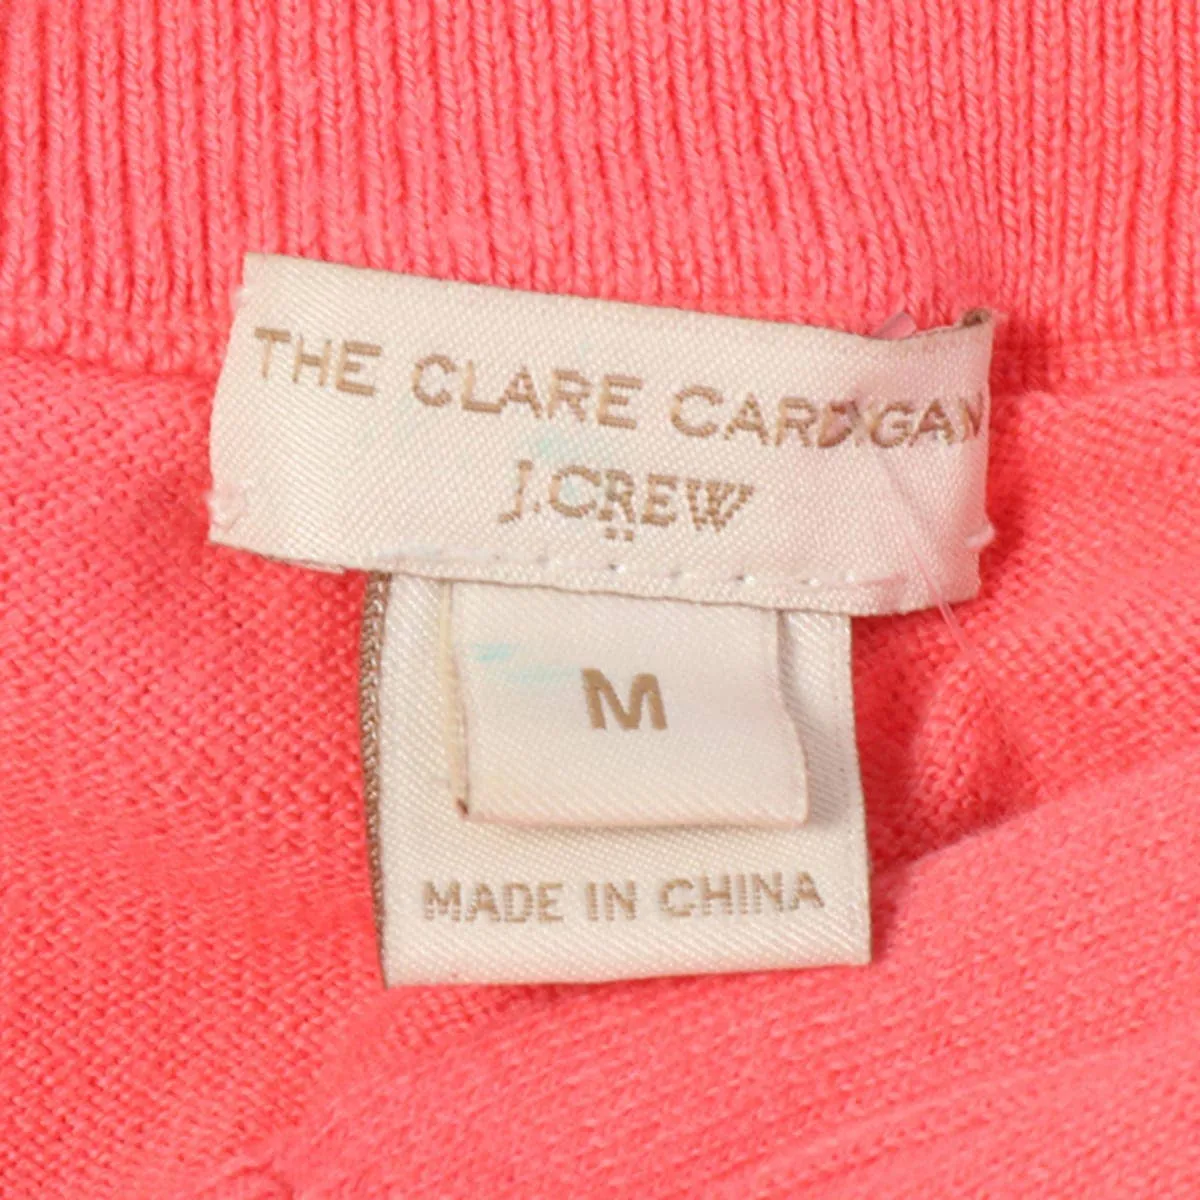 THE CLARE CARDIGAN
J.CREW
M
MADE IN CHINA